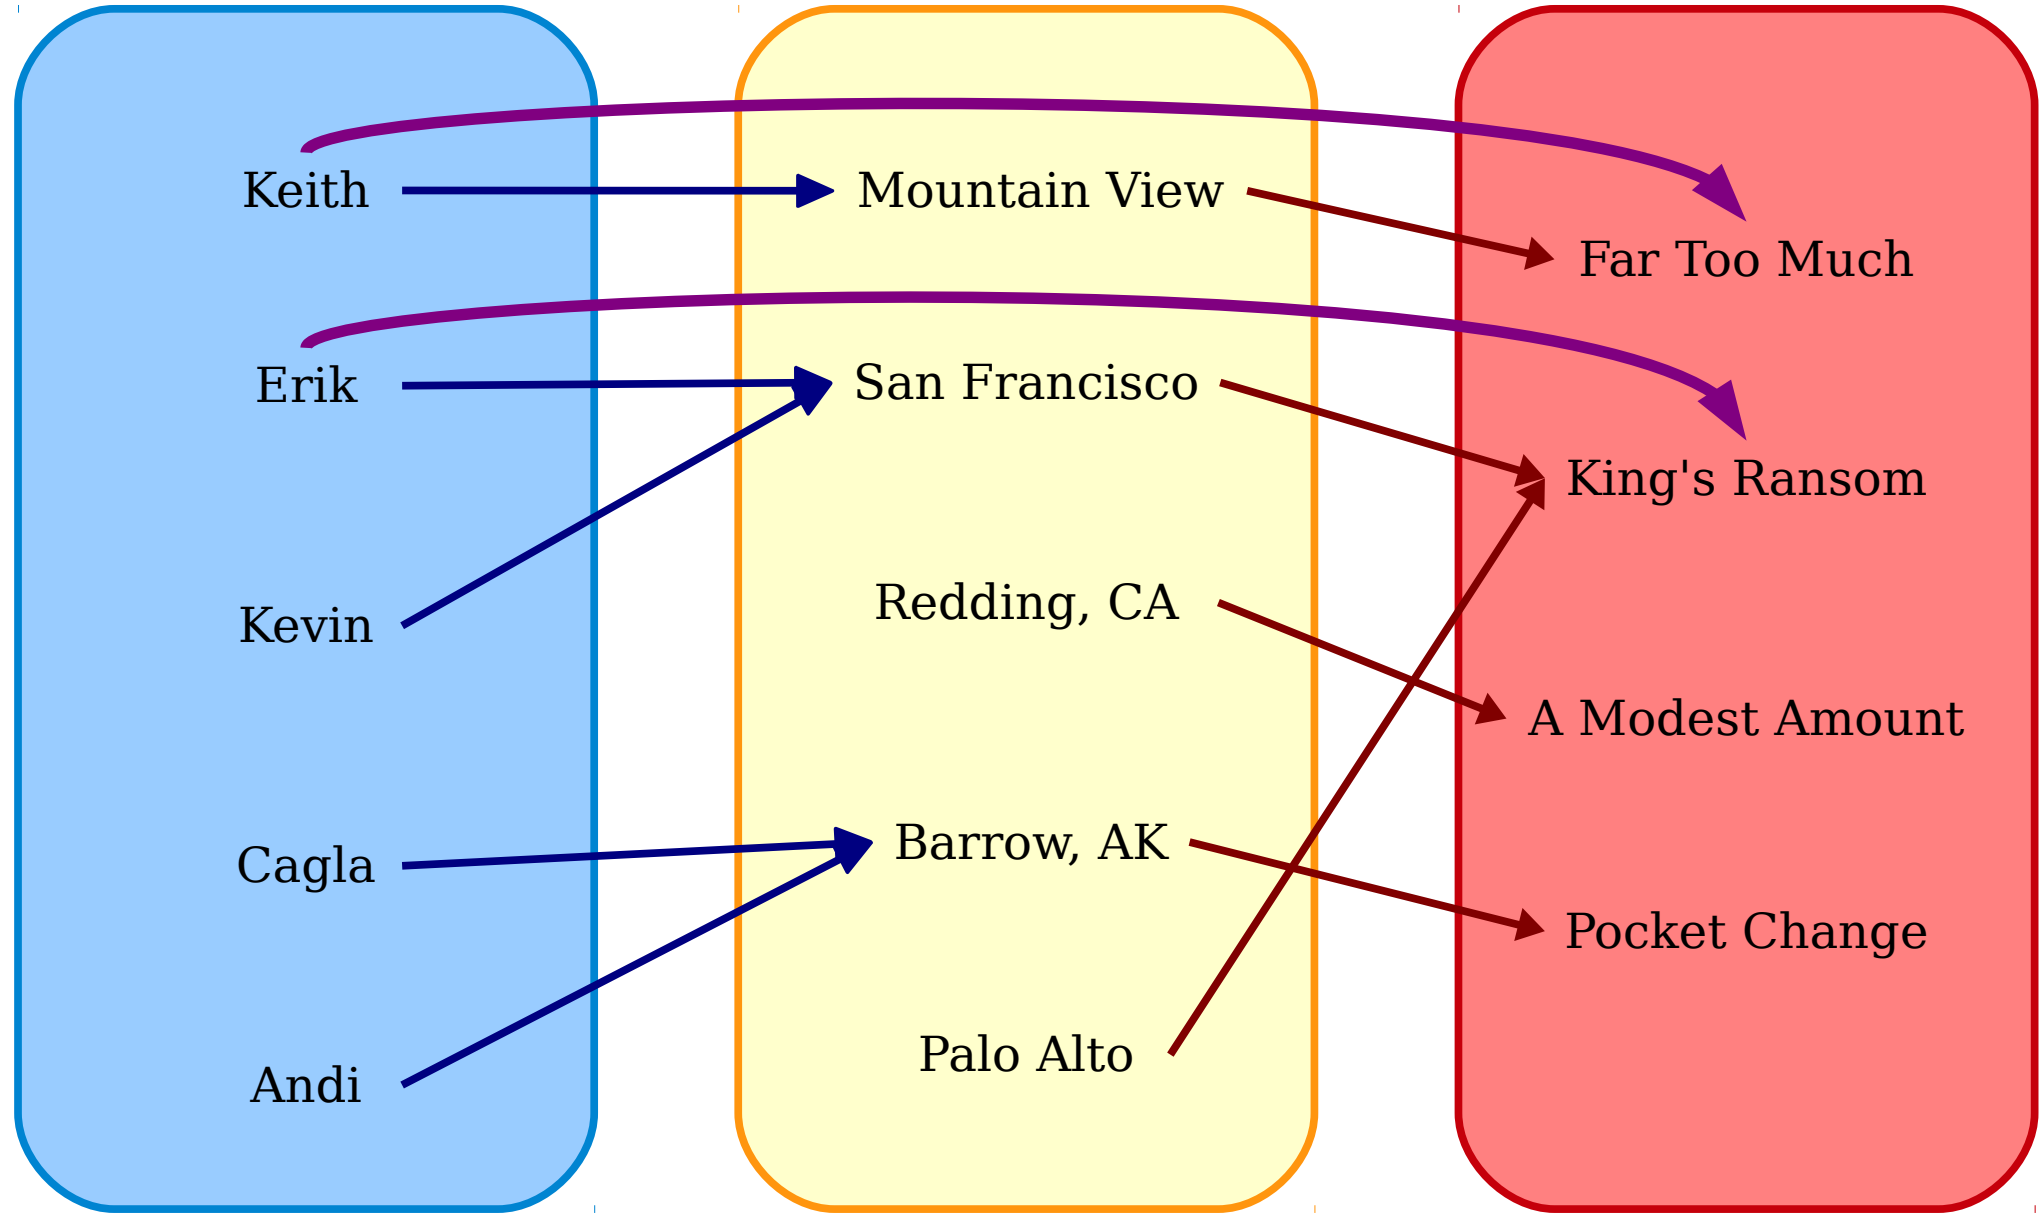 Keith
Erik
Kevin
Cagla
Andi
Mountain View
San Francisco
Redding, CA
Barrow, AK
Palo Alto
Far Too Much
King's Ransom
A Modest Amount
Pocket Change